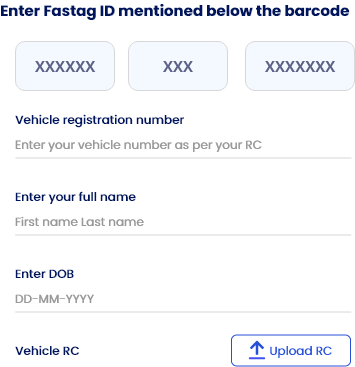 Enter Fastag ID mentioned below the barcode
XXXXXX XXX XXXXXXX
Vehicle registration number
Enter your vehicle number as per your RC
Enter your full name
First name Last name
Enter DOB
DD-MM-YYYY
Vehicle RC Upload RC